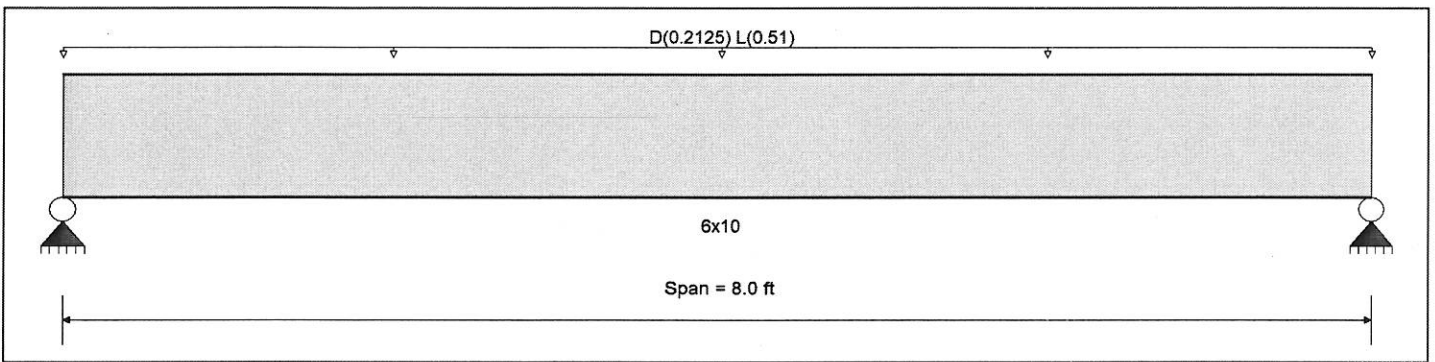 D(0.2125) L(0.51)
6x10
Span = 8.0 ft